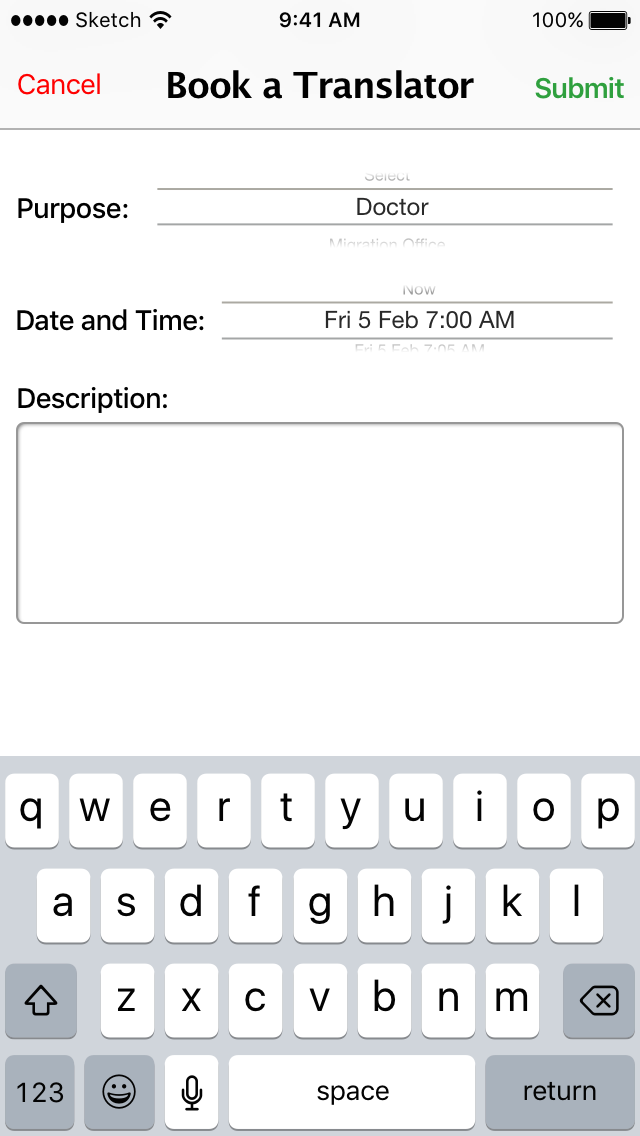 ●●●●● Sketch 9:41 AM 100%
Cancel Book a Translator Submit
Select
Purpose: Doctor
Migration Office
Now
Date and Time: Fri 5 Feb 7:00 AM
Fri 5 Feb 7:05 AM
Description:
q w e r t y u i o p
a s d f g h j k l
z x c v b n m
123 space return